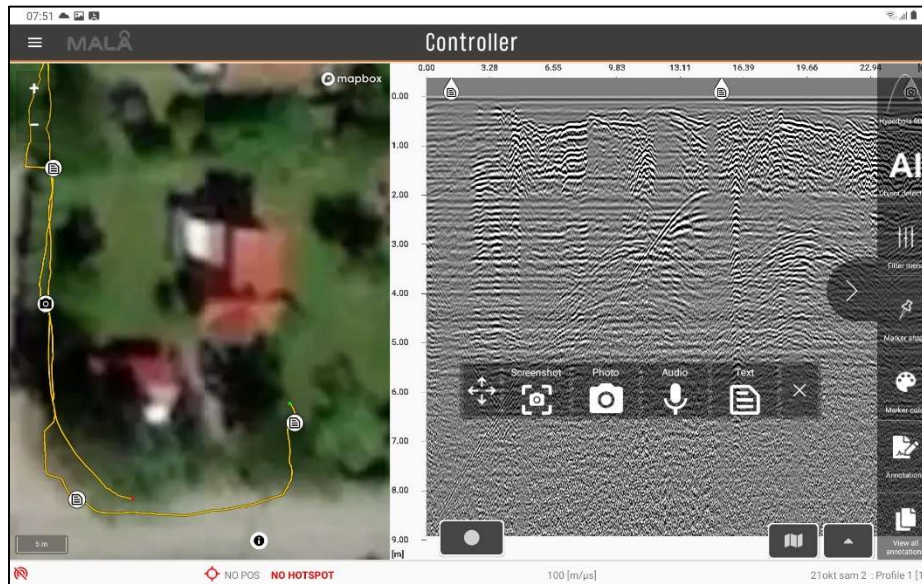 07:51
MALÅ
Controller
mapbox
0.00 3.28 6.55 9.83 13.11 16.39 19.66 22.94
0.00
1.00
2.00
3.00
4.00
5.00
6.00
7.00
8.00
9.00
[m]
AI
Filter menu
Screenshot Photo Audio Text
Annotation
View all
annotation
5 m
NO POS NO HOTSPOT 100 [m/µs] 21okt sam 2 : Profile 1